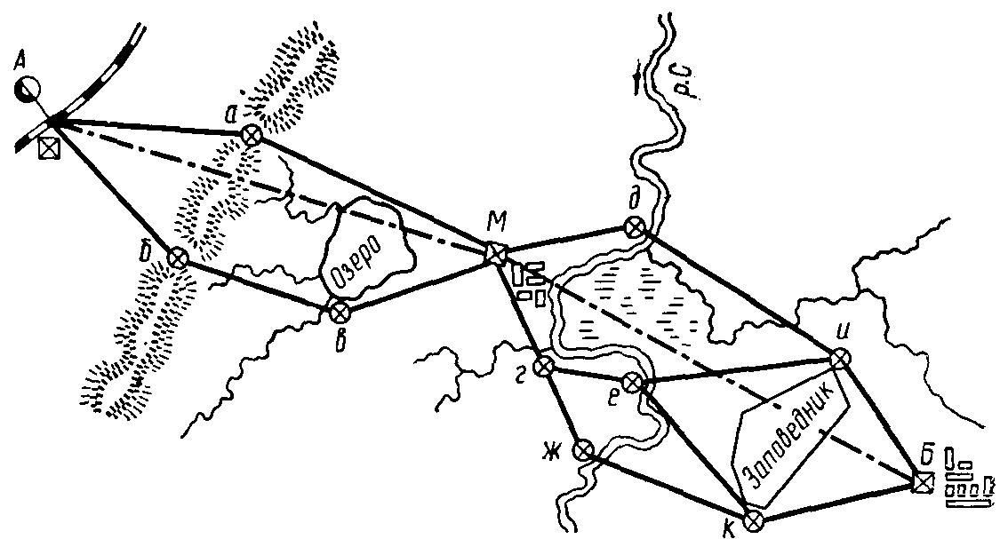 А
р.С
а
М
д
б
Озеро
в
и
г
е
Заповедник
Б
ж
к